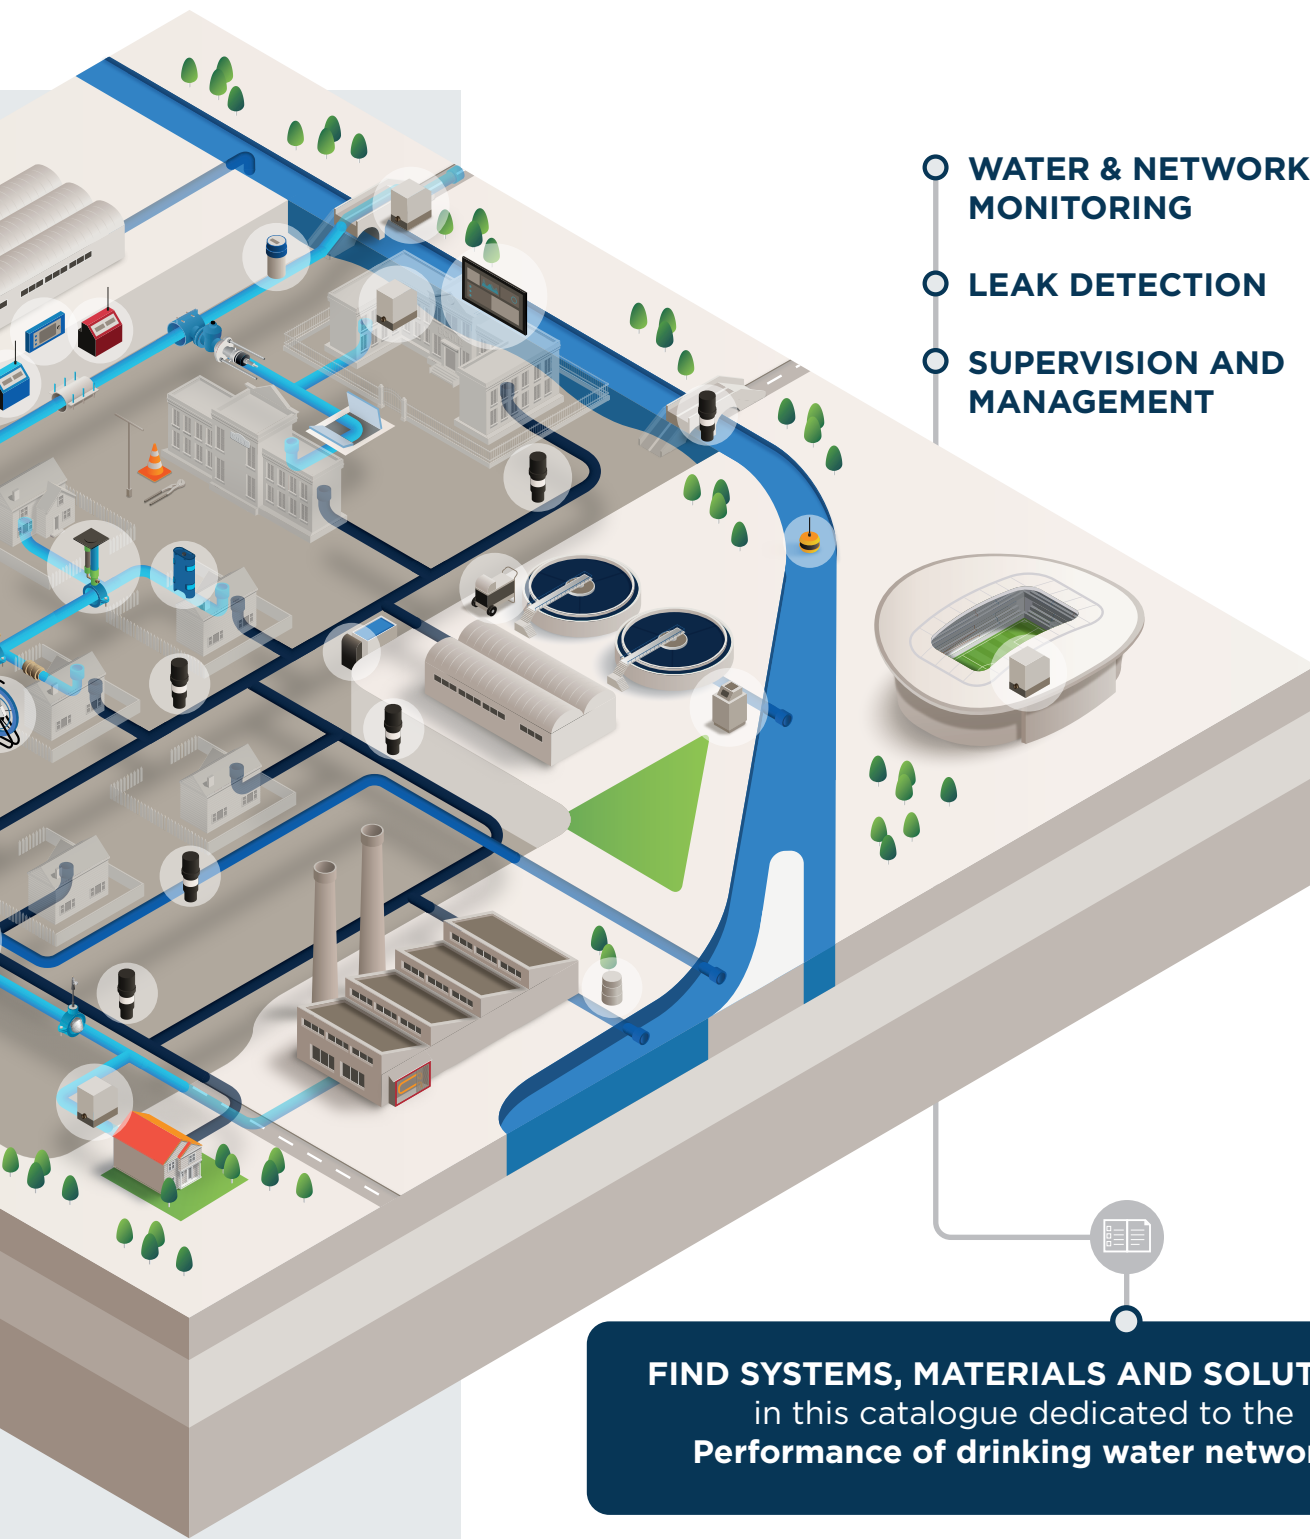 WATER & NETWORK
MONITORING
LEAK DETECTION
SUPERVISION AND
MANAGEMENT
FIND SYSTEMS, MATERIALS AND SOLUT
in this catalogue dedicated to the
Performance of drinking water networ